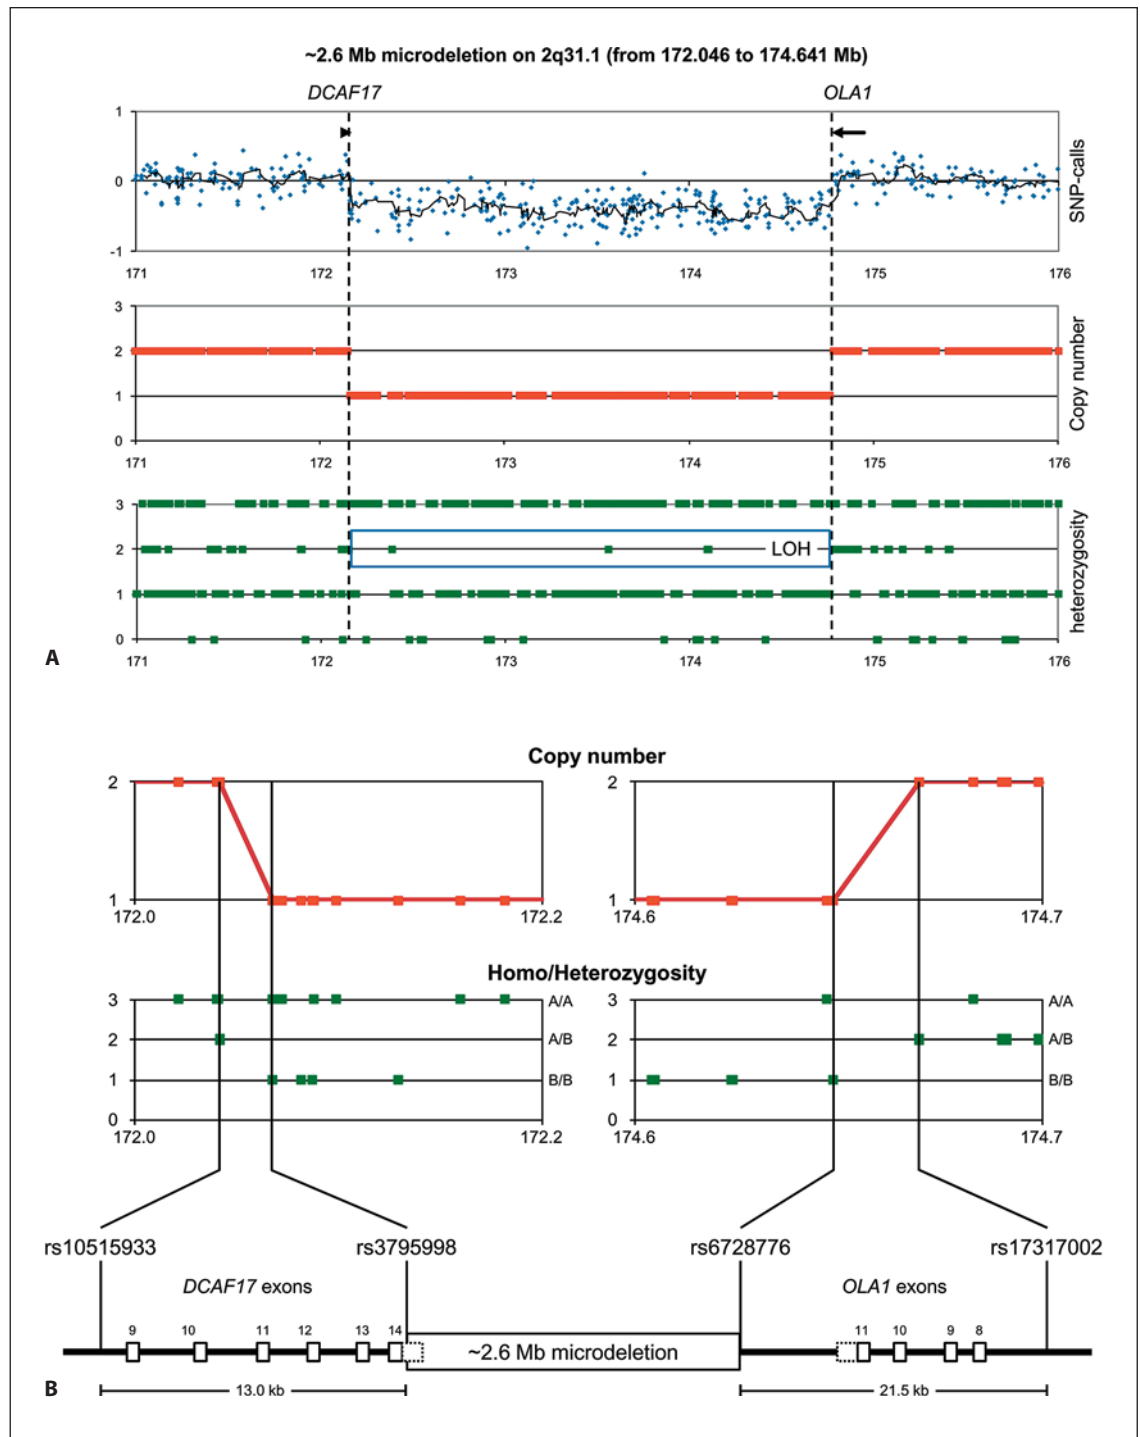 ~2.6 Mb microdeletion on 2q31.1 (from 172.046 to 174.641 Mb)
DCAF17 OLA1
1
0
-1
SNP-calls
171 172 173 174 175 176
3
2
1
0
Copy number
171 172 173 174 175 176
3
2 LOH
1
0
heterozygosity
A 171 172 173 174 175 176
Copy number
2 2
1 1
172.0 172.2 174.6 174.7
Homo/Heterozygosity
3 A/A 3 A/A
2 A/B 2 A/B
1 B/B 1 B/B
0 0
172.0 172.2 174.6 174.7
rs10515933 rs3795998 rs6728776 rs17317002
DCAF17 exons OLA1 exons
9 10 11 12 13 14 11 10 9 8
~2.6 Mb microdeletion
B 13.0 kb 21.5 kb